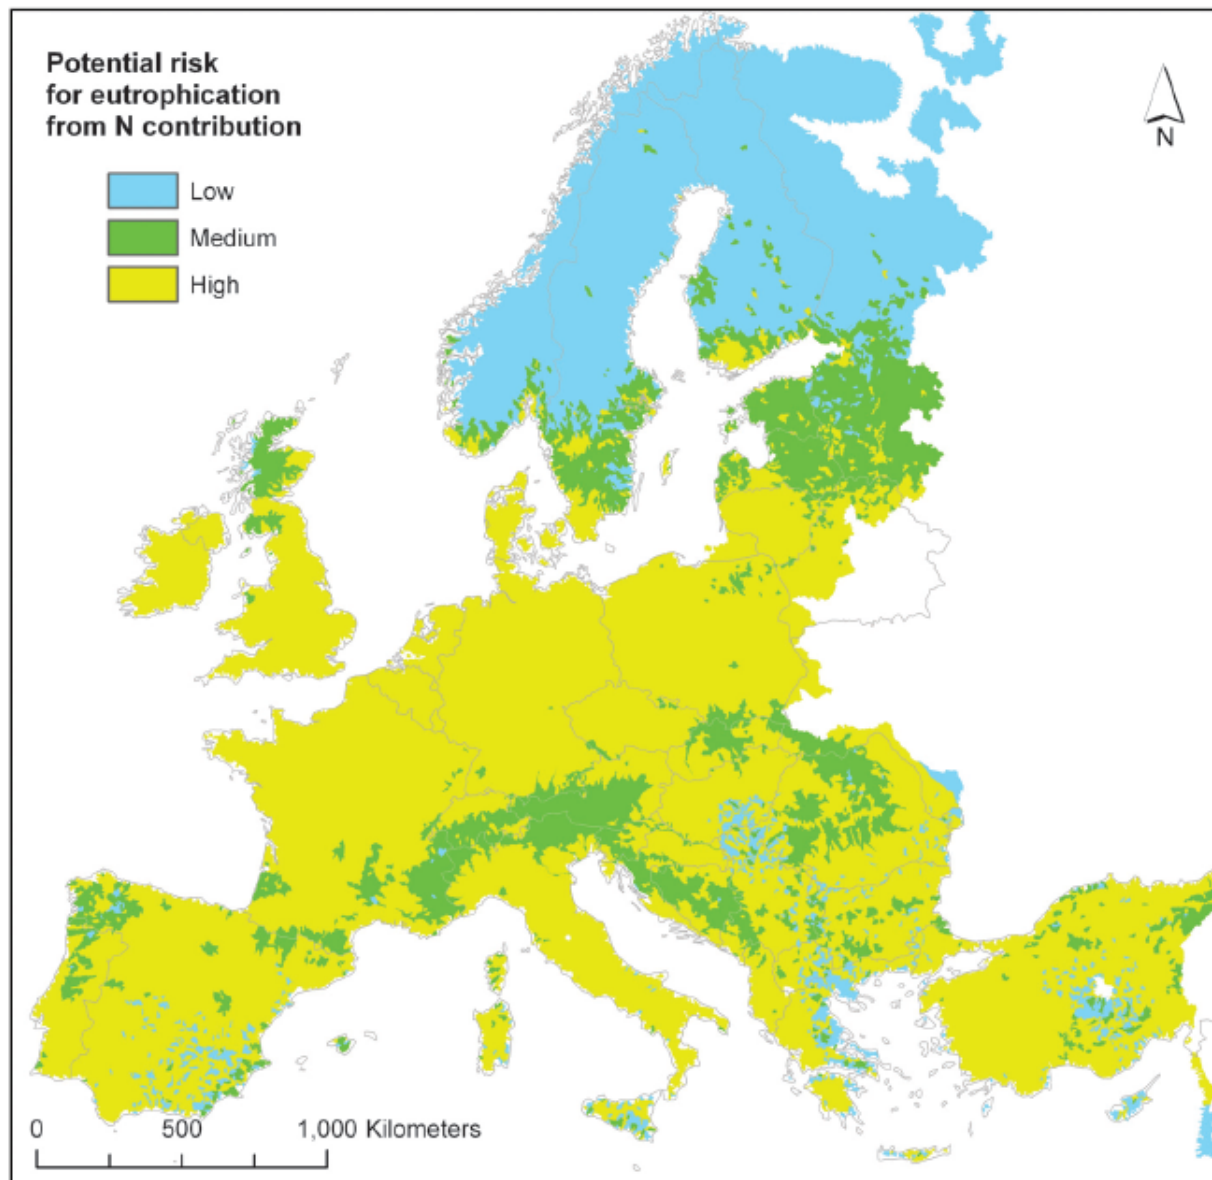 Potential risk
for eutrophication
from N contribution
Low
Medium
High
N
0 500 1,000 Kilometers